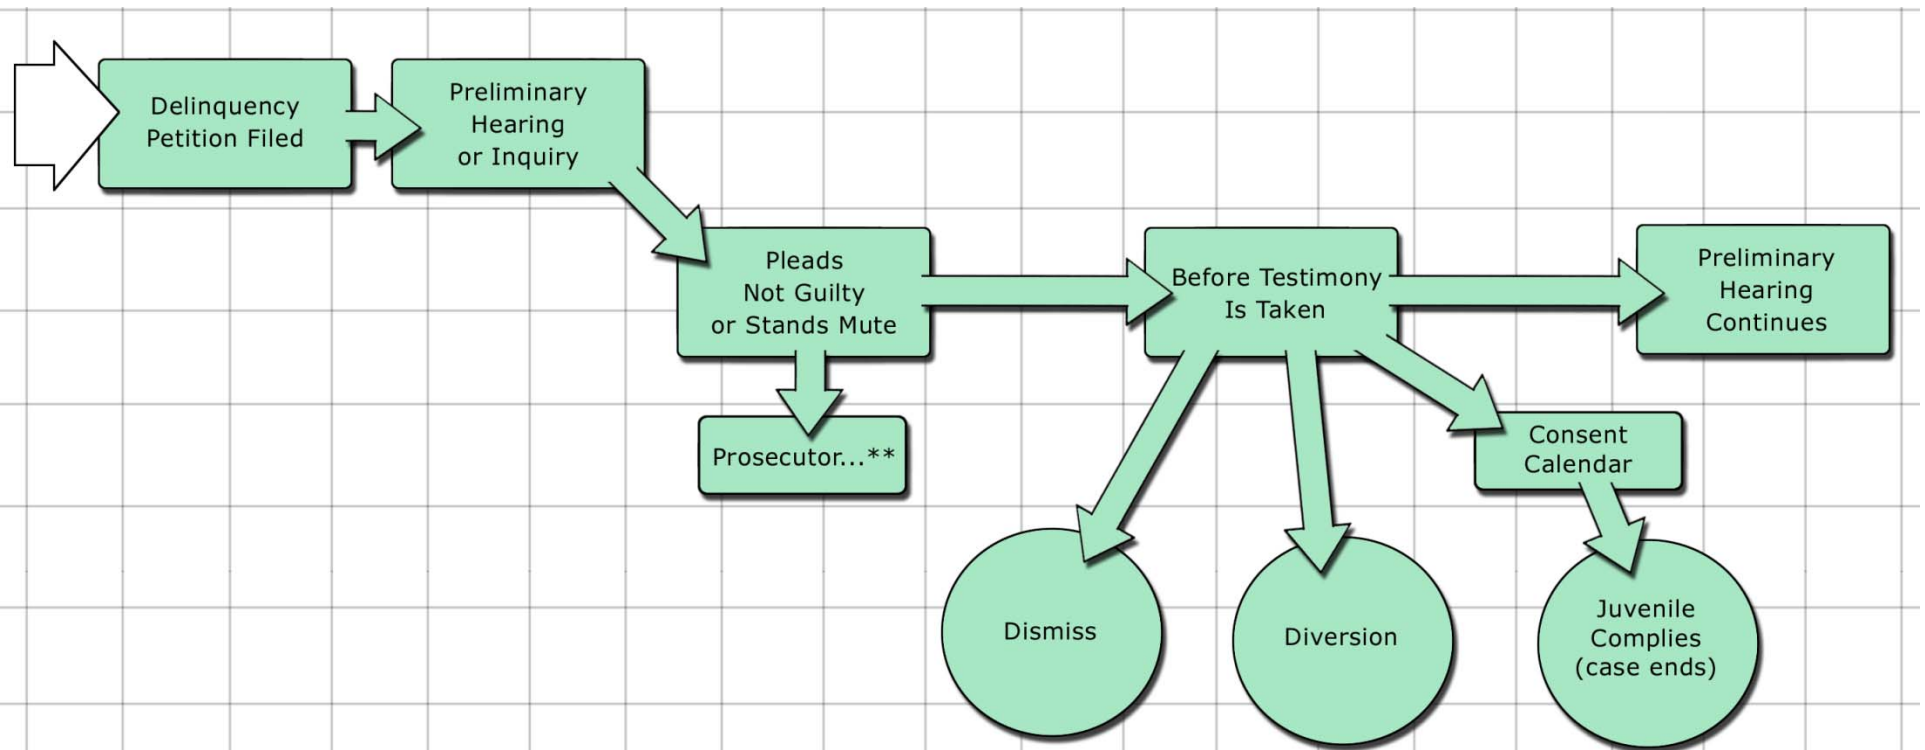 Delinquency
Petition Filed
Preliminary
Hearing
or Inquiry
Pleads
Not Guilty
or Stands Mute
Before Testimony
Is Taken
Preliminary
Hearing
Continues
Prosecutor...**
Consent
Calendar
Dismiss
Diversion
Juvenile
Complies
(case ends)